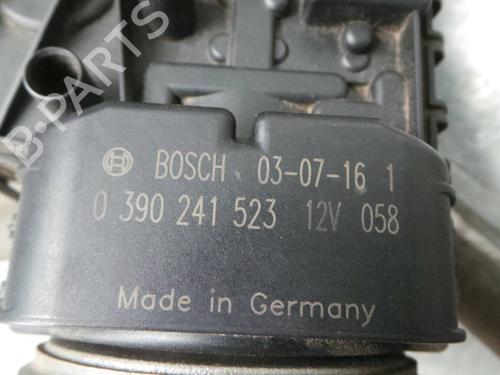 BOSCH 03-07-16 1
0 390 241 523 12V 058
Made in Germany
B-PARTS